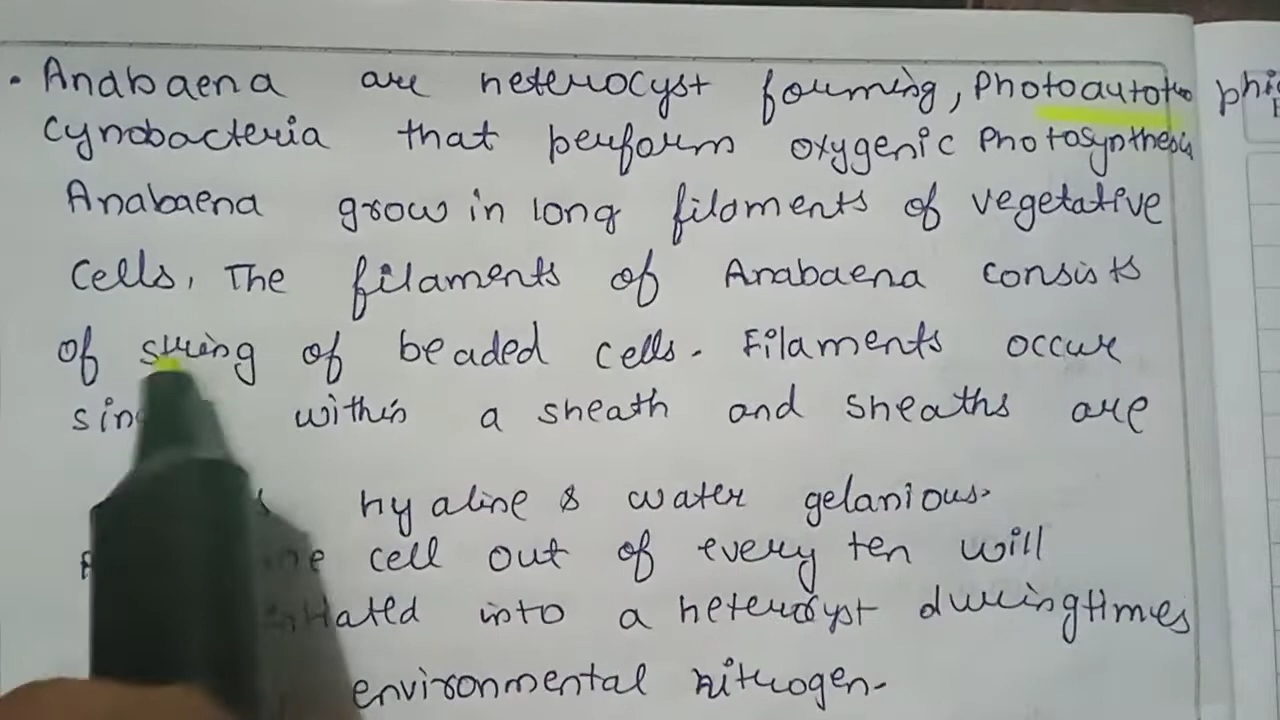 • Anabaena are heterocyst forming, Photoautotrophic
Cynobacteria that perform oxygenic Photosynthesis
Anabaena grow in long filaments of vegetative
cells. The filaments of Anabaena consists
of string of beaded cells. Filaments occur
within a sheath and sheaths are
hyaline & water gelanious.
cell out of every ten will
into a heterocyst during times
environmental nitrogen.